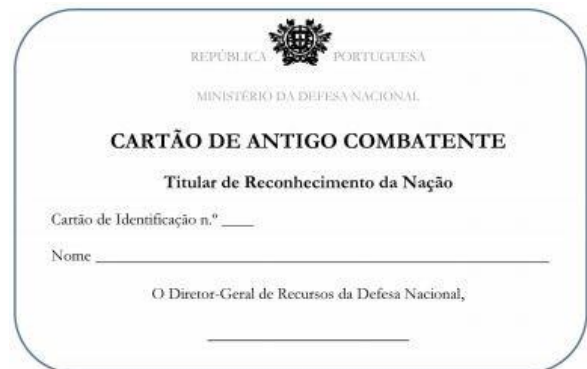 REPÚBLICA PORTUGUESA
MINISTÉRIO DA DEFESA NACIONAL
CARTÃO DE ANTIGO COMBATENTE
Titular de Reconhecimento da Nação
Cartão de Identificação n.º ____
Nome ____
O Diretor-Geral de Recursos da Defesa Nacional,